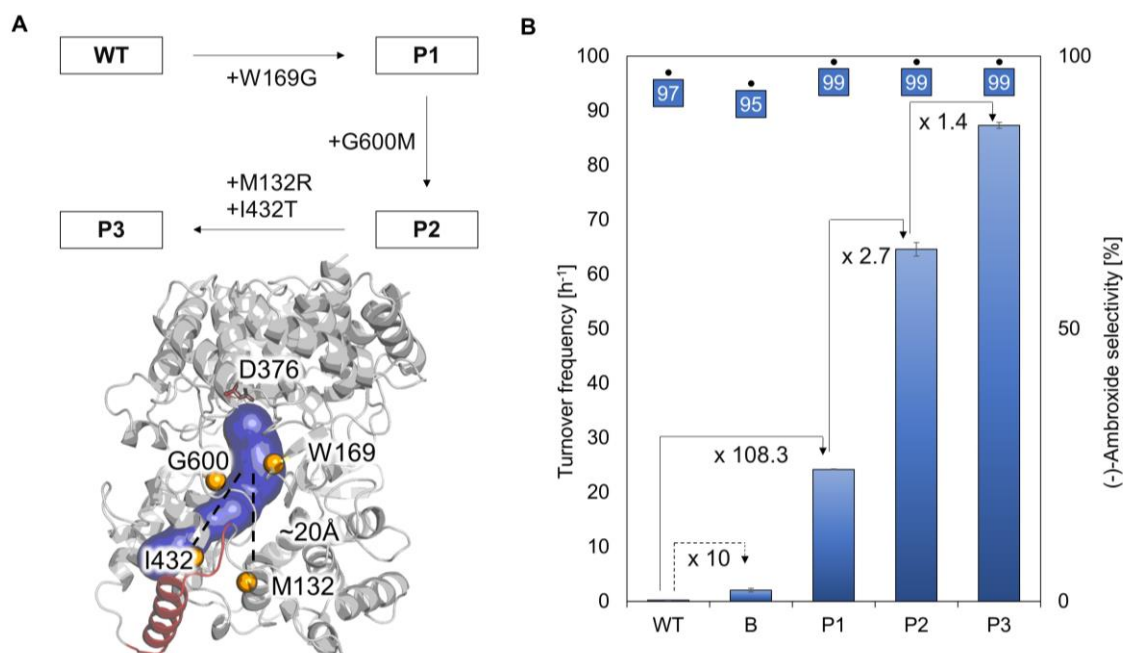 A
WT
P1
+W169G
+G600M
+M132R
+I432T
P3
P2
D376
G600
W169
~20Å
I432
M132
B
100
90
80
70
60
50
40
30
20
10
0
Turnover frequency [h⁻¹]
97
95
99
99
99
x 1.4
x 2.7
x 108.3
x 10
WT
B
P1
P2
P3
100
50
0
(-)-Ambroxide selectivity [%]